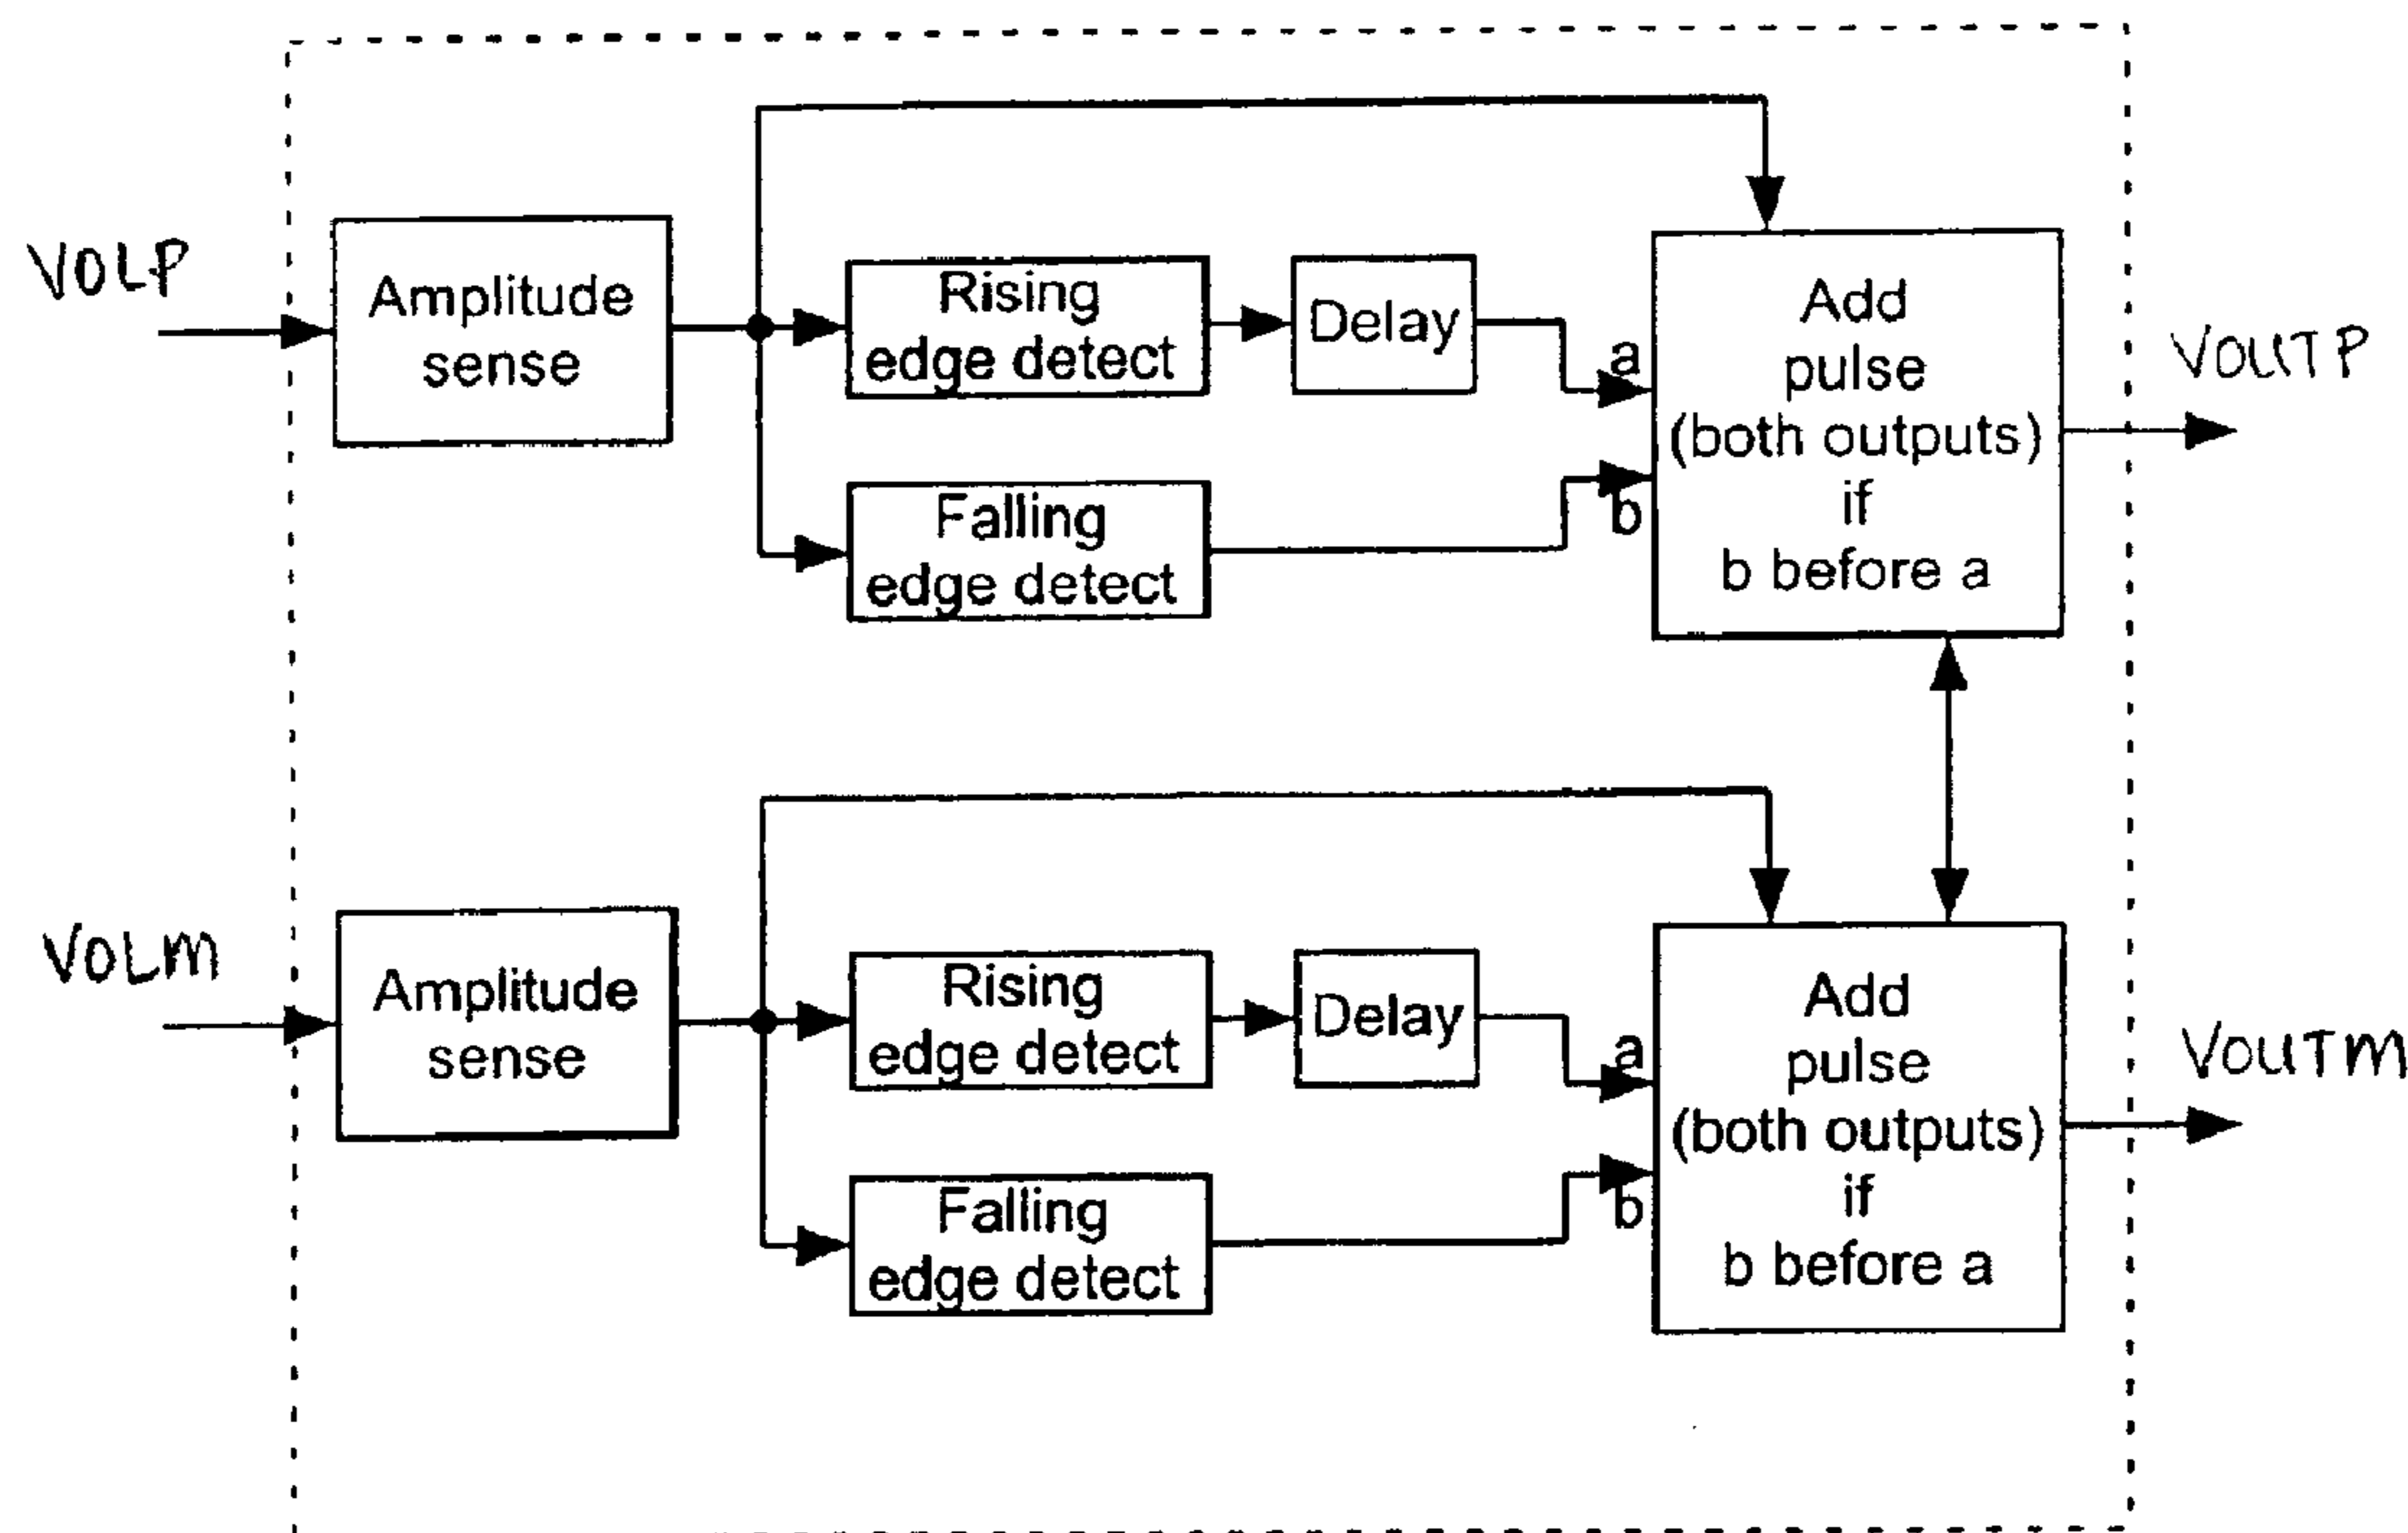 VOLP
Amplitude
sense
Rising
edge detect
Delay
a
Falling
edge detect
b
Add
pulse
(both outputs)
if
b before a
VOUTP
VOLM
Amplitude
sense
Rising
edge detect
Delay
a
Falling
edge detect
b
Add
pulse
(both outputs)
if
b before a
VOUTM